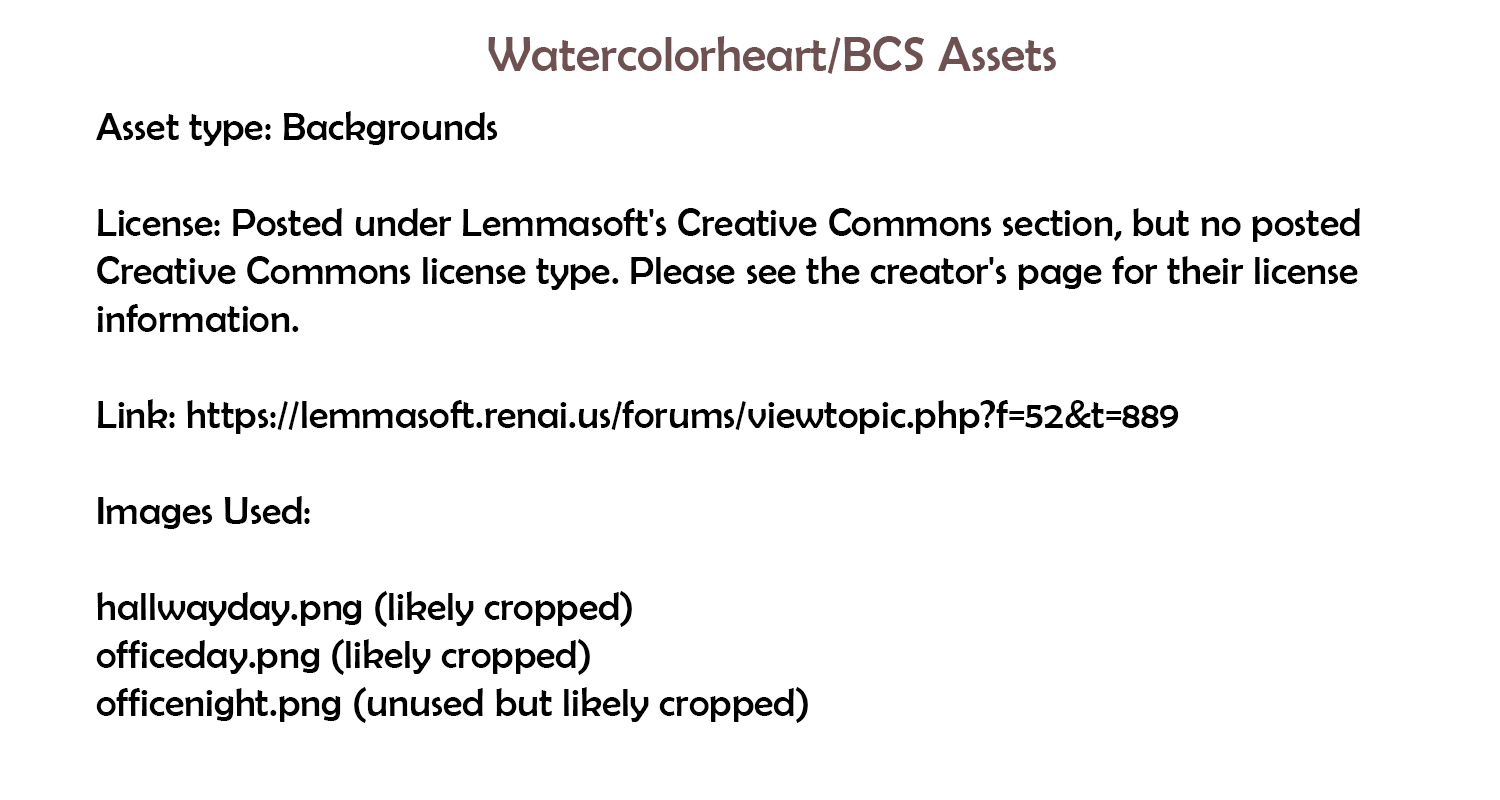 Watercolorheart/BCS Assets
Asset type: Backgrounds
License: Posted under Lemmasoft's Creative Commons section, but no posted
Creative Commons license type. Please see the creator's page for their license
information.
Link: https://lemmasoft.renai.us/forums/viewtopic.php?f=52&t=889
Images Used:
hallwayday.png (likely cropped)
officeday.png (likely cropped)
officenight.png (unused but likely cropped)